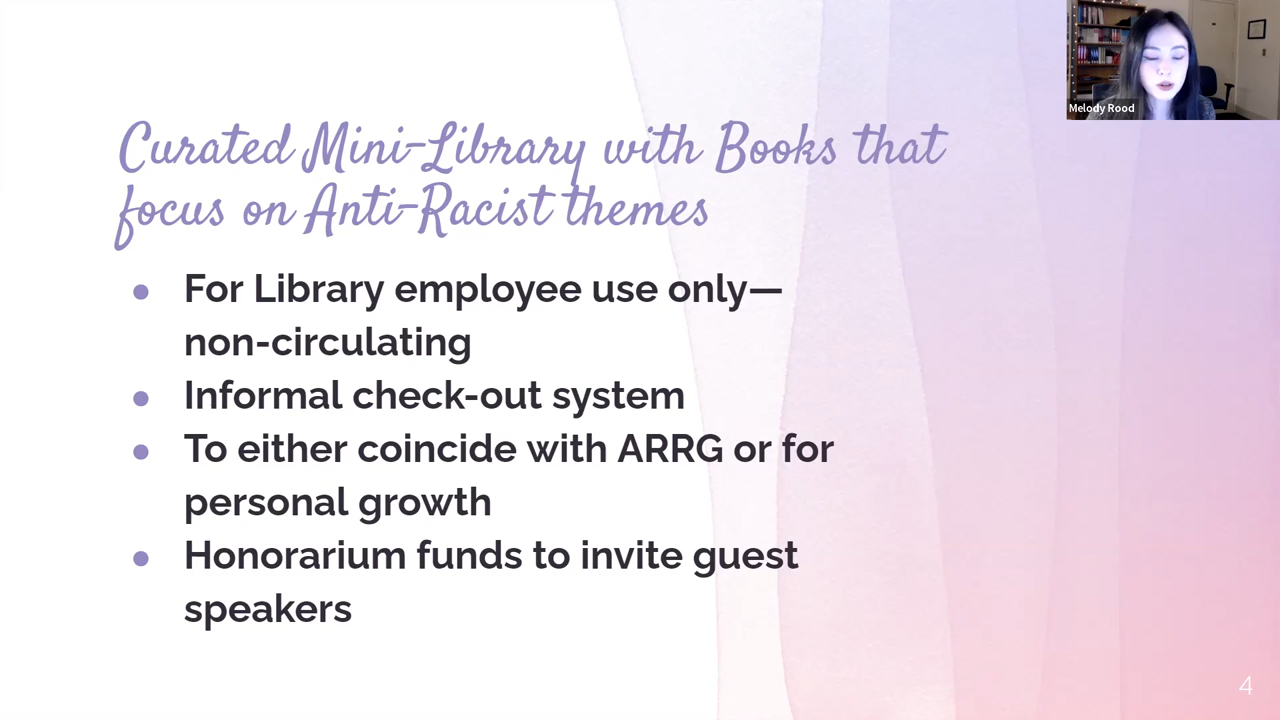 Melody Rood
Curated Mini-Library with Books that
focus on Anti-Racist themes
● For Library employee use only—
non-circulating
● Informal check-out system
● To either coincide with ARRG or for
personal growth
● Honorarium funds to invite guest
speakers
4